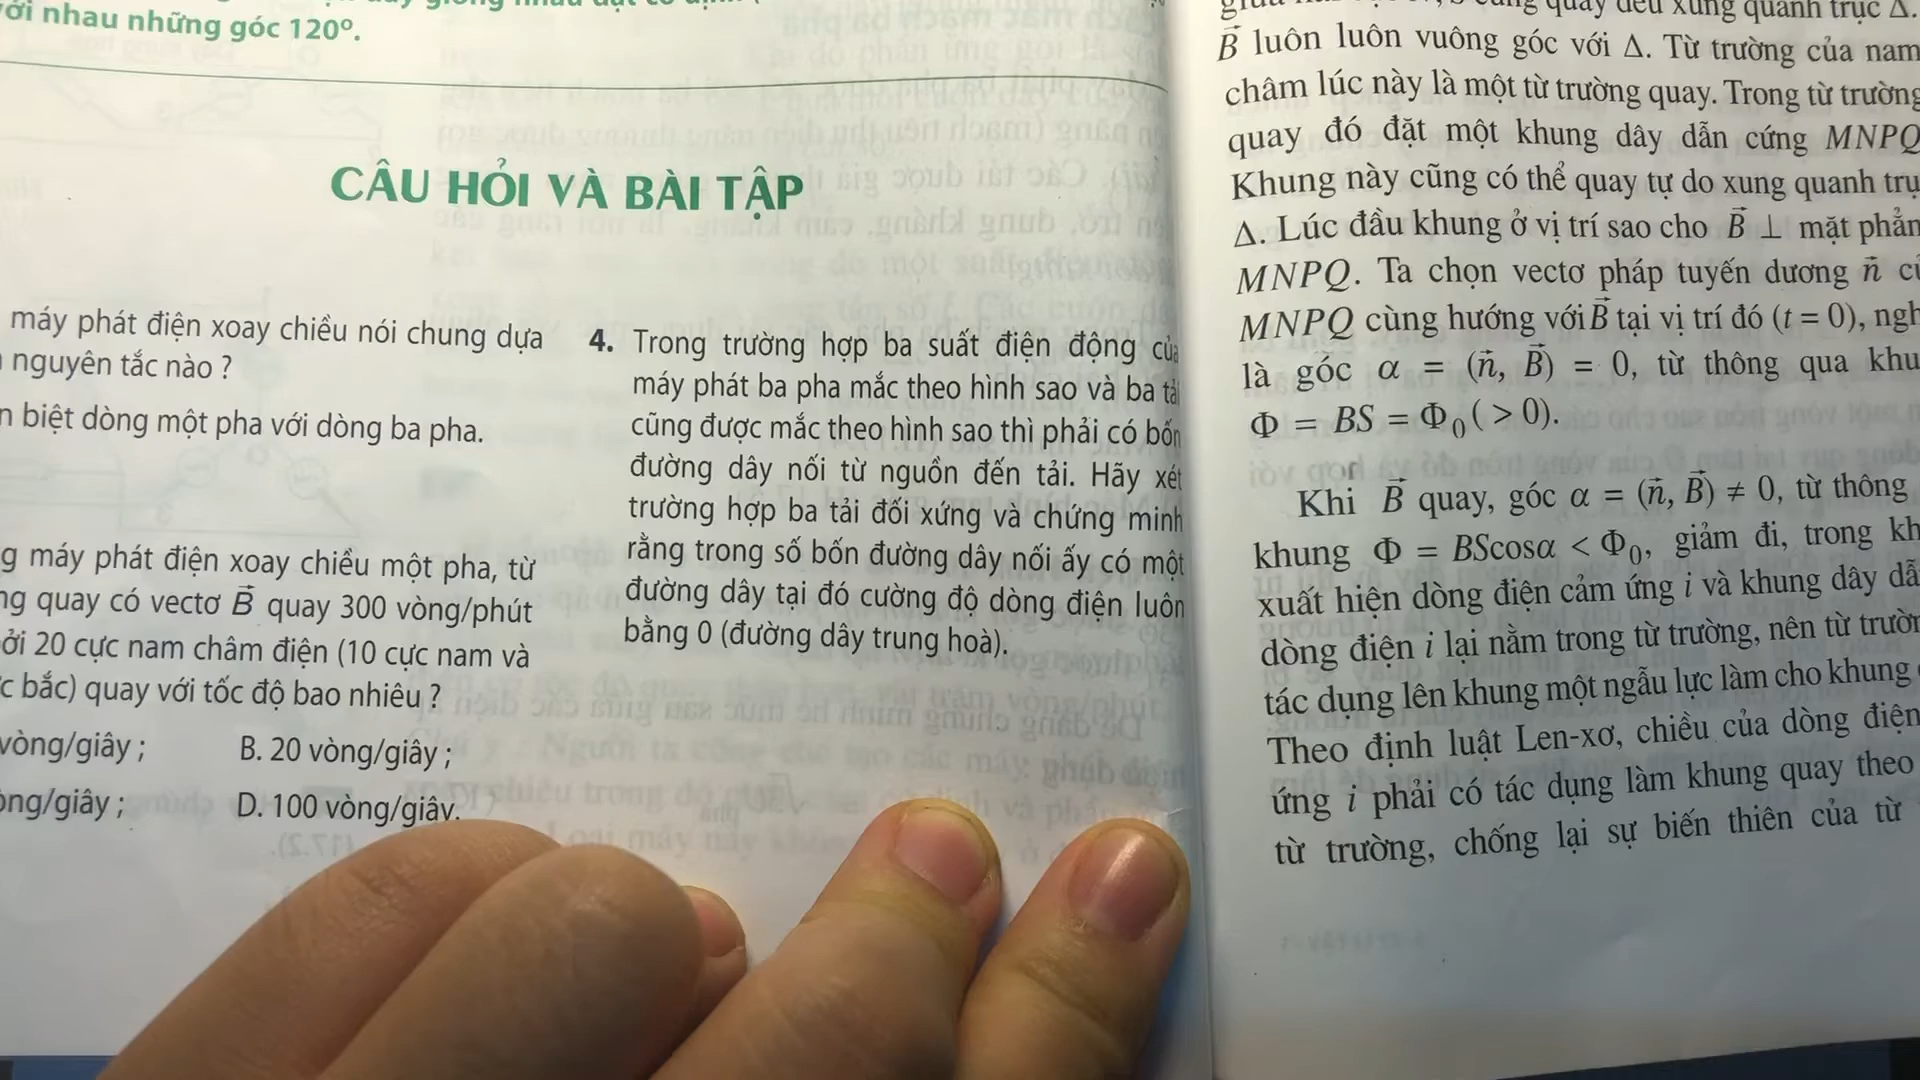 với nhau những góc 120º.
CÂU HỎI VÀ BÀI TẬP
máy phát điện xoay chiều nói chung dựa
nguyên tắc nào ?
biệt dòng một pha với dòng ba pha.
máy phát điện xoay chiều một pha, từ
quay có vectơ B⃗ quay 300 vòng/phút
20 cực nam châm điện (10 cực nam và
bắc) quay với tốc độ bao nhiêu ?
vòng/giây ; B. 20 vòng/giây ;
vòng/giây ; D. 100 vòng/giây.
4. Trong trường hợp ba suất điện động của
máy phát ba pha mắc theo hình sao và ba tải
cũng được mắc theo hình sao thì phải có bốn
đường dây nối từ nguồn đến tải. Hãy xét
trường hợp ba tải đối xứng và chứng minh
rằng trong số bốn đường dây nối ấy có một
đường dây tại đó cường độ dòng điện luôn
bằng 0 (đường dây trung hoà).
quay đều xung quanh trục Δ.
B⃗ luôn luôn vuông góc với Δ. Từ trường của nam
châm lúc này là một từ trường quay. Trong từ trường
quay đó đặt một khung dây dẫn cứng MNPQ
Khung này cũng có thể quay tự do xung quanh
Δ. Lúc đầu khung ở vị trí sao cho B⃗ ⊥ mặt
MNPQ. Ta chọn vectơ pháp tuyến dương n⃗
MNPQ cùng hướng với B⃗ tại vị trí đó (t = 0),
là góc α = (n⃗, B⃗) = 0, từ thông qua
Φ = BS = Φ₀ ( > 0).
Khi B⃗ quay, góc α = (n⃗, B⃗) ≠ 0, từ thông
khung Φ = BScosα < Φ₀, giảm đi, trong
xuất hiện dòng điện cảm ứng i và khung dây
dòng điện i lại nằm trong từ trường, nên từ
tác dụng lên khung một ngẫu lực làm cho khung
Theo định luật Len-xơ, chiều của dòng điện
ứng i phải có tác dụng làm khung quay theo
từ trường, chống lại sự biến thiên của từ